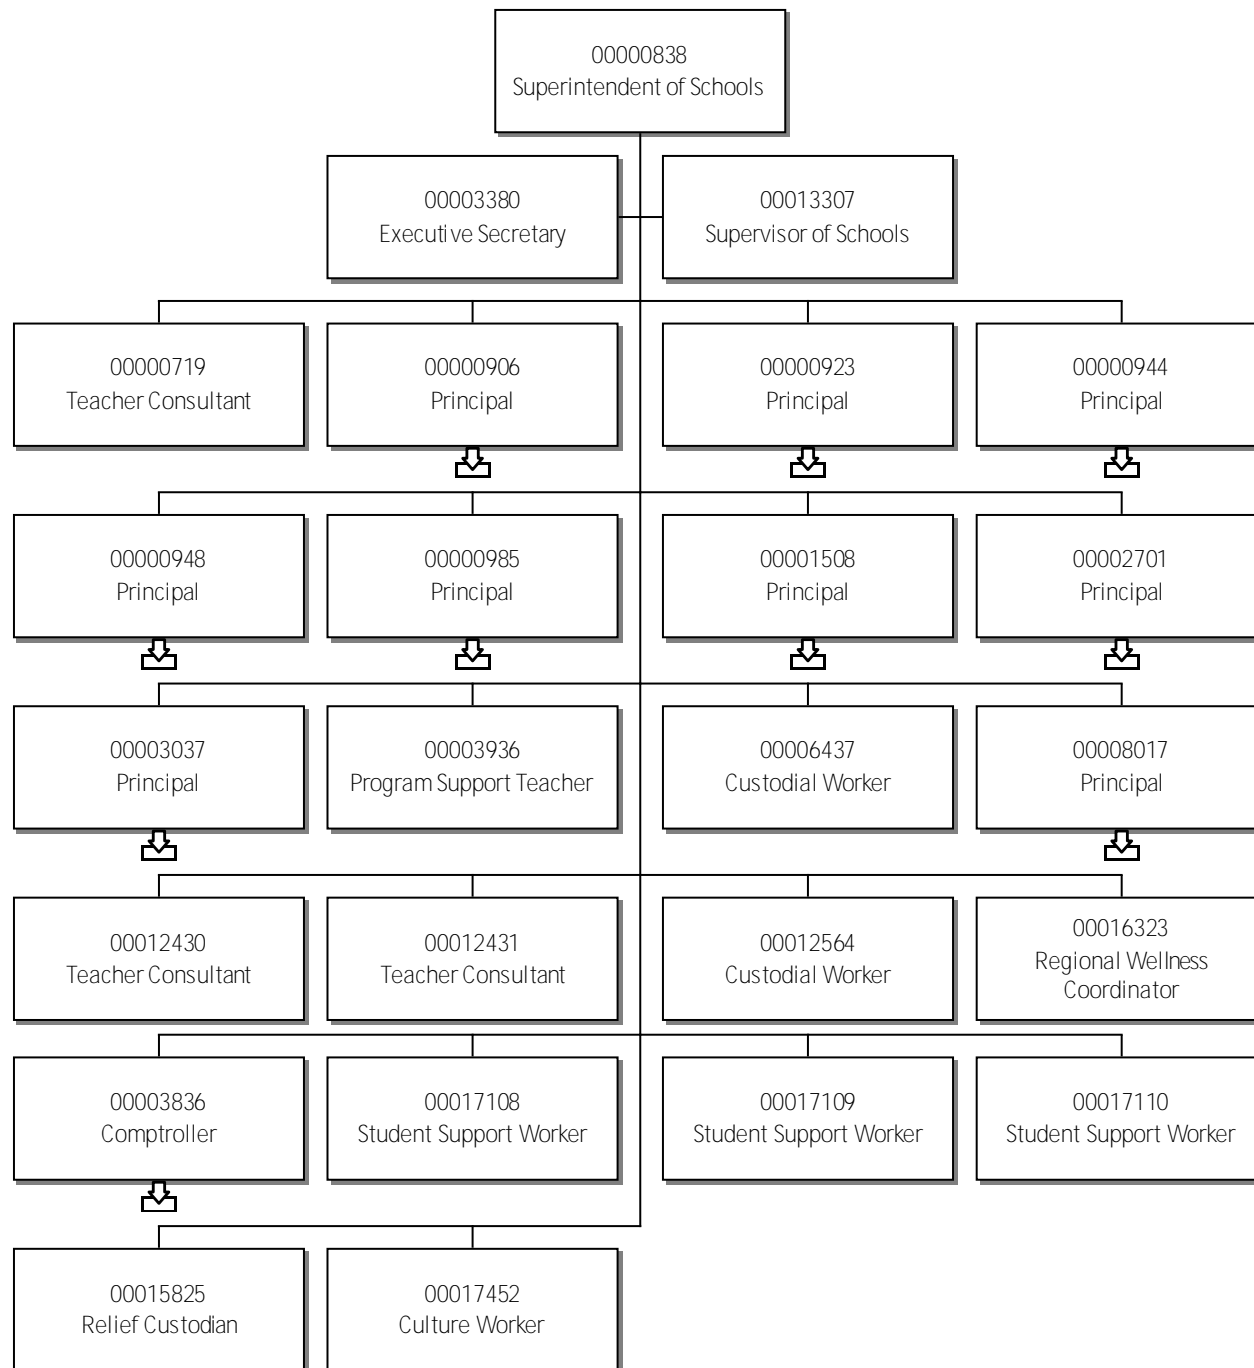 00000838
Superintendent of Schools
00003380
Executive Secretary
00013307
Supervisor of Schools
00000719
Teacher Consultant
00000906
Principal
00000923
Principal
00000944
Principal
00000948
Principal
00000985
Principal
00001508
Principal
00002701
Principal
00003037
Principal
00003936
Program Support Teacher
00006437
Custodial Worker
00008017
Principal
00012430
Teacher Consultant
00012431
Teacher Consultant
00012564
Custodial Worker
00016323
Regional Wellness
Coordinator
00003836
Comptroller
00017108
Student Support Worker
00017109
Student Support Worker
00017110
Student Support Worker
00015825
Relief Custodian
00017452
Culture Worker